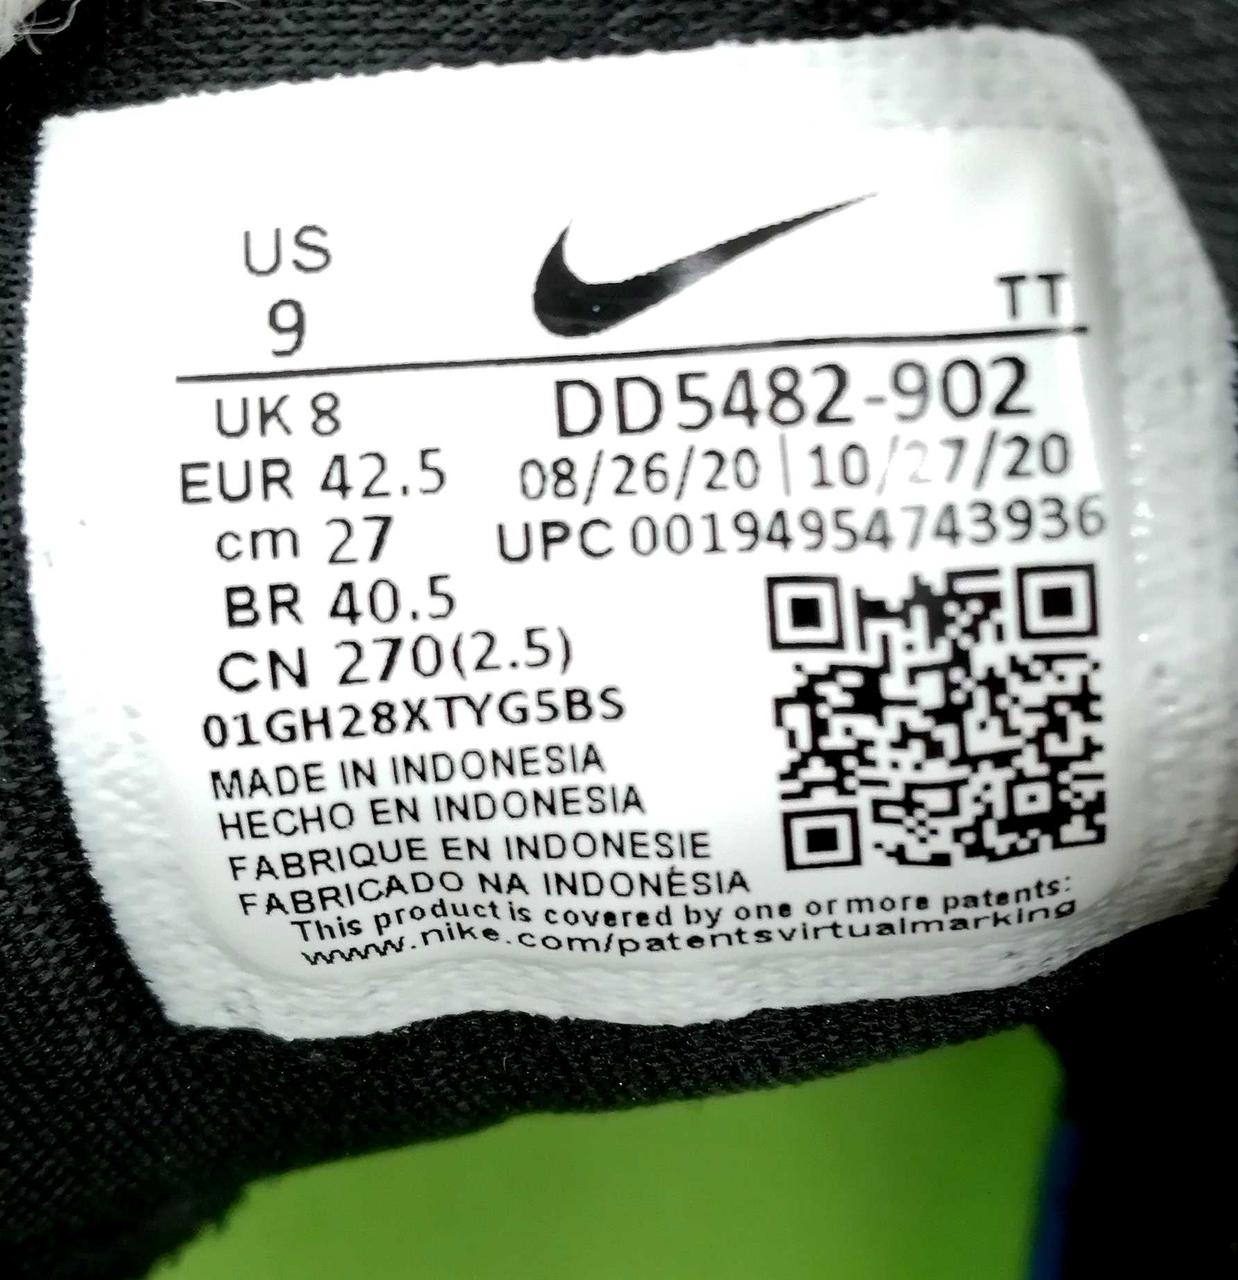 US
9
TT
UK 8
DD5482-902
EUR 42.5
08/26/20 | 10/27/20
cm 27
UPC 00194954743936
BR 40.5
CN 270(2.5)
01GH28XTYG5BS
MADE IN INDONESIA
HECHO EN INDONESIA
FABRIQUE EN INDONESIE
FABRICADO NA INDONÉSIA
This product is covered by one or more patents:
www.nike.com/patentsvirtualmarking